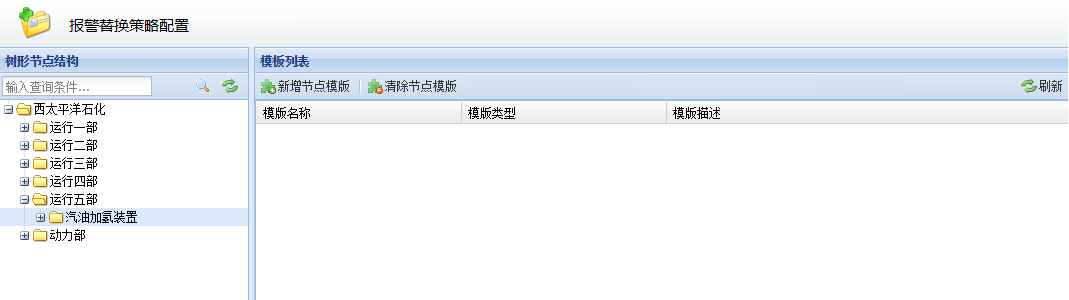 报警替换策略配置
树形节点结构
模板列表
输入查询条件...
新增节点模版
清除节点模版
刷新
模版名称
模版类型
模版描述
西太平洋石化
运行一部
运行二部
运行三部
运行四部
运行五部
汽油加氢装置
动力部